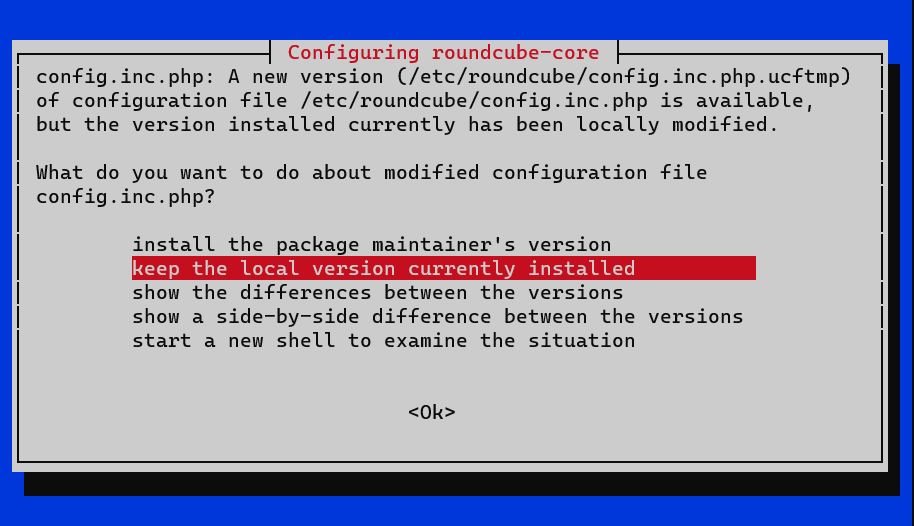 Configuring roundcube-core
config.inc.php: A new version (/etc/roundcube/config.inc.php.ucftmp)
of configuration file /etc/roundcube/config.inc.php is available,
but the version installed currently has been locally modified.
What do you want to do about modified configuration file
config.inc.php?
install the package maintainer's version
keep the local version currently installed
show the differences between the versions
show a side-by-side difference between the versions
start a new shell to examine the situation
<Ok>